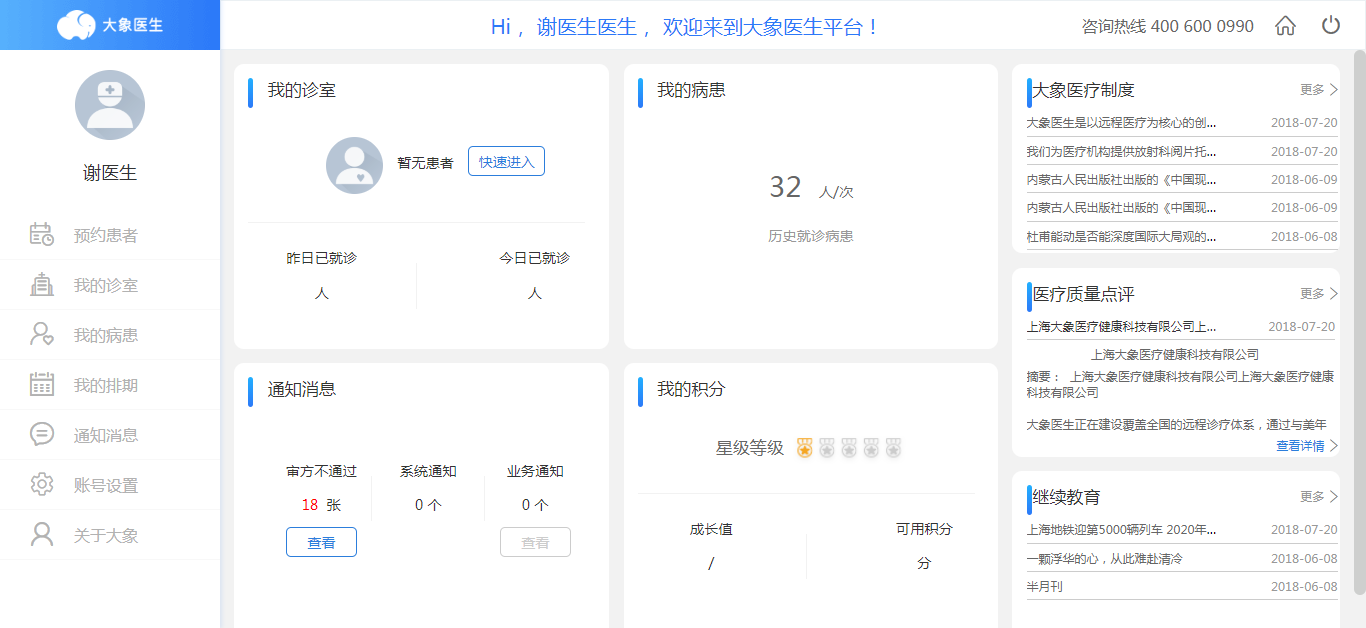 大象医生
Hi ， 谢医生医生 ， 欢迎来到大象医生平台！
咨询热线 400 600 0990
谢医生
预约患者
我的诊室
我的病患
我的排期
通知消息
账号设置
关于大象
我的诊室
暂无患者
快速进入
昨日已就诊
今日已就诊
人
人
我的病患
32 人/次
历史就诊病患
通知消息
审方不通过
系统通知
业务通知
18 张
0 个
0 个
查看
查看
我的积分
星级等级
成长值
可用积分
/
分
大象医疗制度
更多
大象医生是以远程医疗为核心的创... 2018-07-20
我们为医疗机构提供放射科阅片托... 2018-07-20
内蒙古人民出版社出版的《中国现... 2018-06-09
内蒙古人民出版社出版的《中国现... 2018-06-09
杜甫能动是否能深度国际大局观的... 2018-06-08
医疗质量点评
更多
上海大象医疗健康科技有限公司上... 2018-07-20
上海大象医疗健康科技有限公司
摘要： 上海大象医疗健康科技有限公司上海大象医疗健康
科技有限公司
大象医生正在建设覆盖全国的远程诊疗体系，通过与美年
查看详情
继续教育
更多
上海地铁迎第5000辆列车 2020年... 2018-07-20
一颗浮华的心，从此难赴清冷 2018-06-08
半月刊 2018-06-08